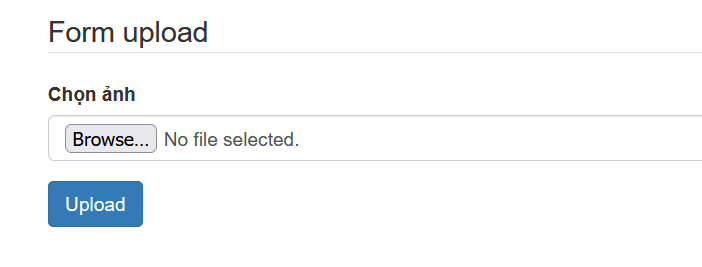 Form upload
Chọn ảnh
Browse... No file selected.
Upload